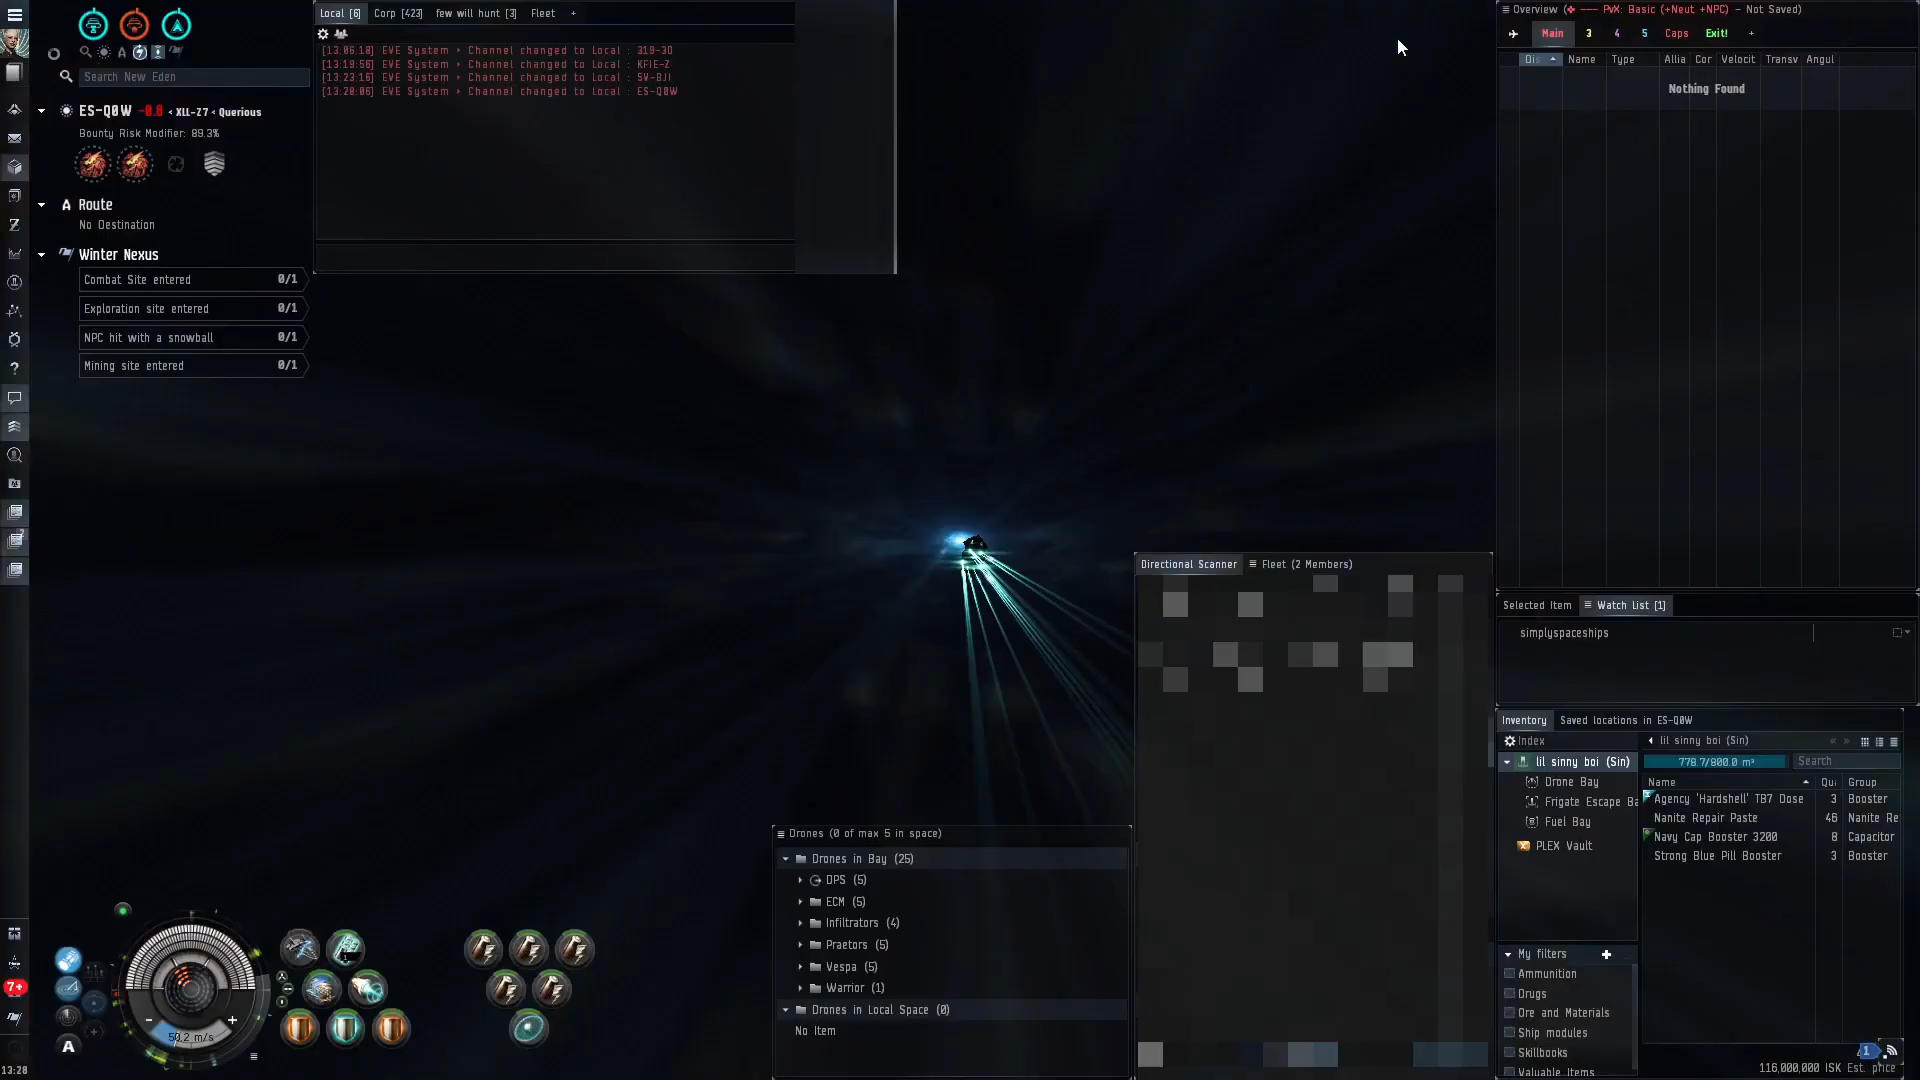 Local [6] Corp [423] few will hunt [3] Fleet +
[13:06:18] EVE System > Channel changed to Local : 319-3D
[13:19:56] EVE System > Channel changed to Local : KFIE-Z
[13:23:16] EVE System > Channel changed to Local : 5V-BJI
[13:28:06] EVE System > Channel changed to Local : ES-Q0W
Search New Eden
ES-Q0W -0.8 < XLL-Z7 < Querious
Bounty Risk Modifier: 89.3%
Route
No Destination
Winter Nexus
Combat Site entered 0/1
Exploration site entered 0/1
NPC hit with a snowball 0/1
Mining site entered 0/1
Overview ( --- PvX: Basic (+Neut +NPC) - Not Saved)
Main 3 4 5 Caps Exit! +
Dis Name Type Allia Cor Velocit Transv Angul
Nothing Found
Directional Scanner Fleet (2 Members)
Selected Item Watch List [1]
simplyspaceships
Inventory Saved locations in ES-Q0W
Index
lil sinny boi (Sin)
Drone Bay
Frigate Escape Ba
Fuel Bay
PLEX Vault
lil sinny boi (Sin)
778.7/800.0 m³ Search
Name Qu Group
Agency 'Hardshell' TB7 Dose 3 Booster
Nanite Repair Paste 46 Nanite Re
Navy Cap Booster 3200 8 Capacitor
Strong Blue Pill Booster 3 Booster
My filters +
Ammunition
Drugs
Ore and Materials
Ship modules
Skillbooks
Valuable Items
1
116,000,000 ISK Est. price
Drones (0 of max 5 in space)
Drones in Bay (25)
DPS (5)
ECM (5)
Infiltrators (4)
Praetors (5)
Vespa (5)
Warrior (1)
Drones in Local Space (0)
No Item
50.2 m/s
A
7+
13:28